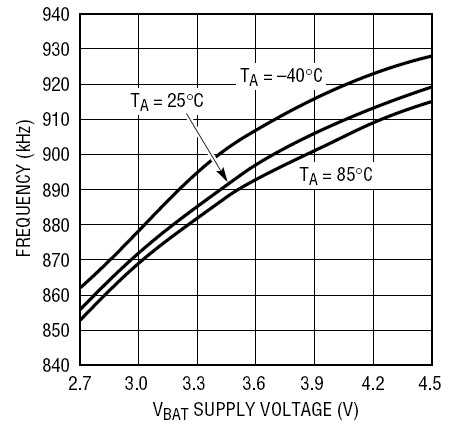 940
930
920
910
900
890
880
870
860
850
840
FREQUENCY (kHz)
TA = –40°C
TA = 25°C
TA = 85°C
2.7 3.0 3.3 3.6 3.9 4.2 4.5
VBAT SUPPLY VOLTAGE (V)